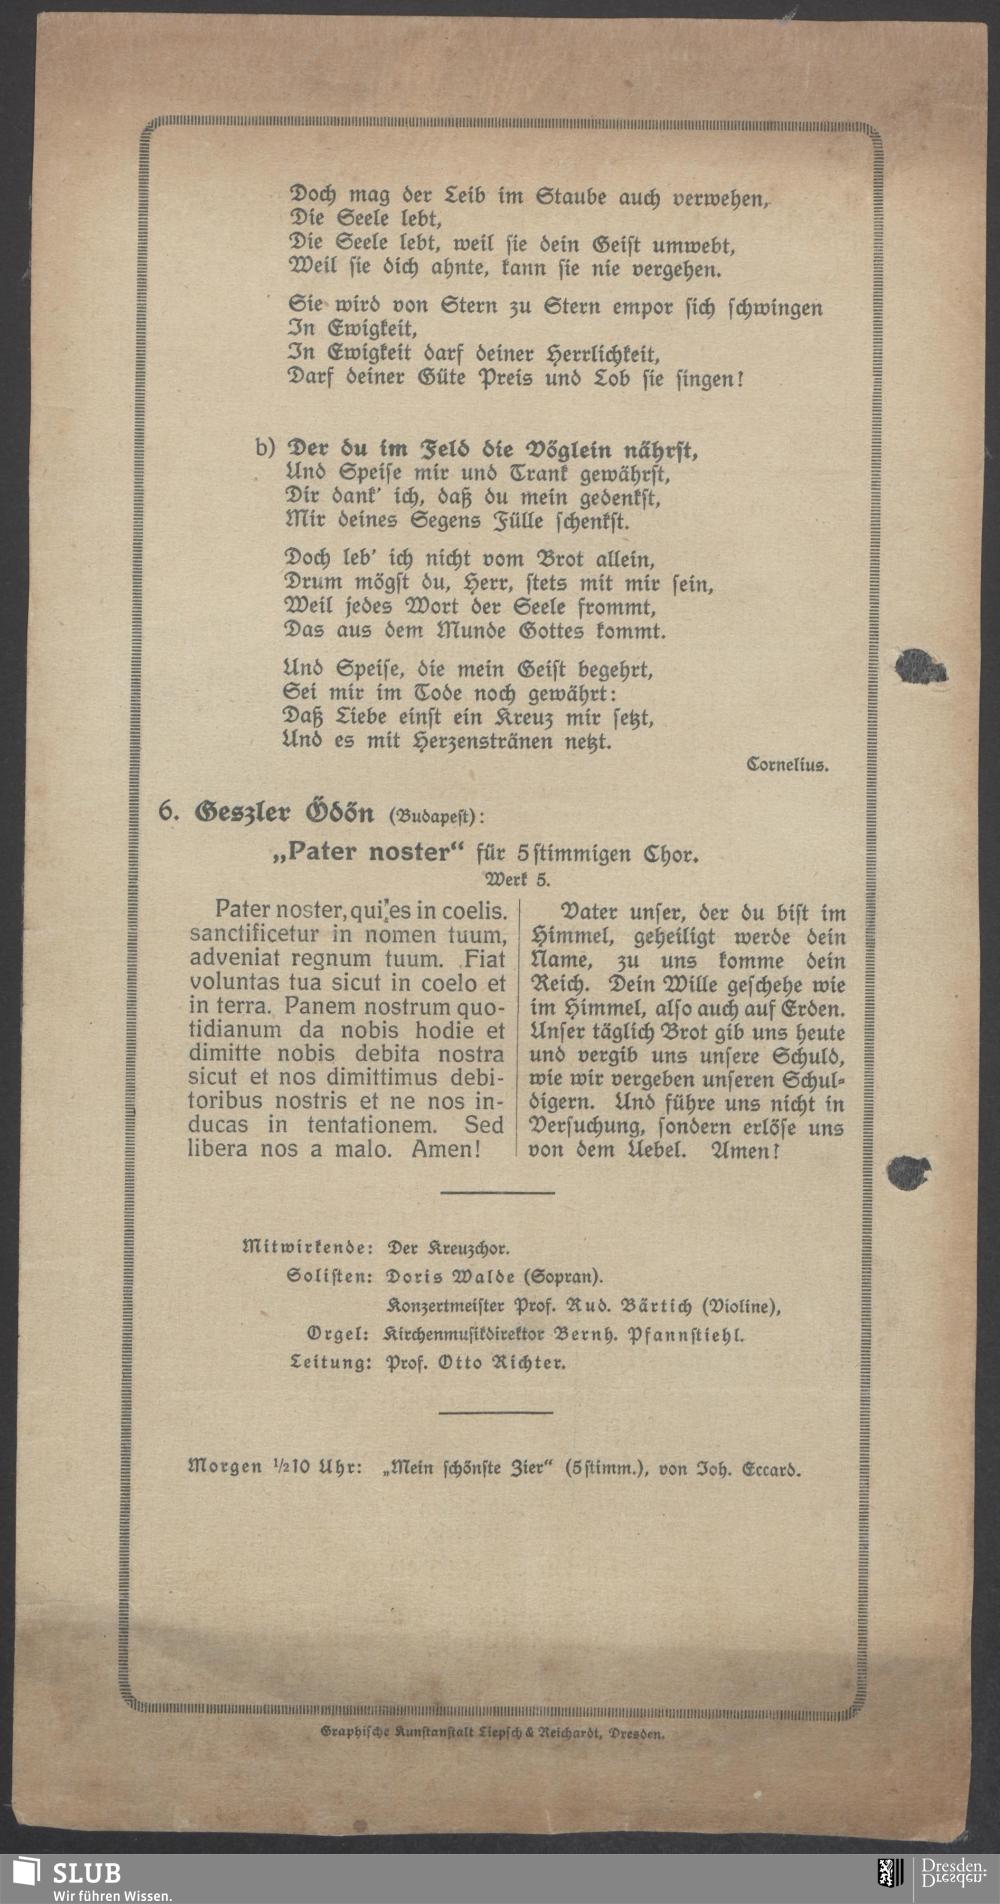 Doch mag der Leib im Staube auch verwehen,
Die Seele lebt,
Die Seele lebt, weil sie dein Geist umwebt,
Weil sie dich ahnte, kann sie nie vergehen.
Sie wird von Stern zu Stern empor sich schwingen
In Ewigkeit,
In Ewigkeit darf deiner Herrlichkeit,
Darf deiner Güte Preis und Lob sie singen!
b) Der du im Feld die Vöglein nährst,
Und Speise mir und Trank gewährst,
Dir dank' ich, daß du mein gedenkst,
Mir deines Segens Fülle schenkst.
Doch leb' ich nicht vom Brot allein,
Drum mögst du, Herr, stets mit mir sein,
Weil jedes Wort der Seele frommt,
Das aus dem Munde Gottes kommt.
Und Speise, die mein Geist begehrt,
Sei mir im Tode noch gewährt:
Daß Liebe einst ein Kreuz mir setzt,
Und es mit Herzenstränen netzt.
Cornelius.
6. Geszler Ödön (Budapest):
„Pater noster“ für 5stimmigen Chor.
Werk 5.
Pater noster, qui es in coelis.
sanctificetur in nomen tuum,
adveniat regnum tuum. Fiat
voluntas tua sicut in coelo et
in terra. Panem nostrum quo-
tidianum da nobis hodie et
dimitte nobis debita nostra
sicut et nos dimittimus debi-
toribus nostris et ne nos in-
ducas in tentationem. Sed
libera nos a malo. Amen!
Vater unser, der du bist im
Himmel, geheiligt werde dein
Name, zu uns komme dein
Reich. Dein Wille geschehe wie
im Himmel, also auch auf Erden.
Unser täglich Brot gib uns heute
und vergib uns unsere Schuld,
wie wir vergeben unseren Schul-
digern. Und führe uns nicht in
Versuchung, sondern erlöse uns
von dem Uebel. Amen!
Mitwirkende: Der Kreuzchor.
Solisten: Doris Walde (Sopran).
Konzertmeister Prof. Rud. Bärtich (Violine),
Orgel: Kirchenmusikdirektor Bernh. Pfannstiehl.
Leitung: Prof. Otto Richter.
Morgen ½10 Uhr: „Mein schönste Zier“ (5stimm.), von Joh. Eccard.
Graphische Kunstanstalt Liepsch & Reichardt, Dresden.
SLUB
Wir führen Wissen.
Dresden.
Dresden.